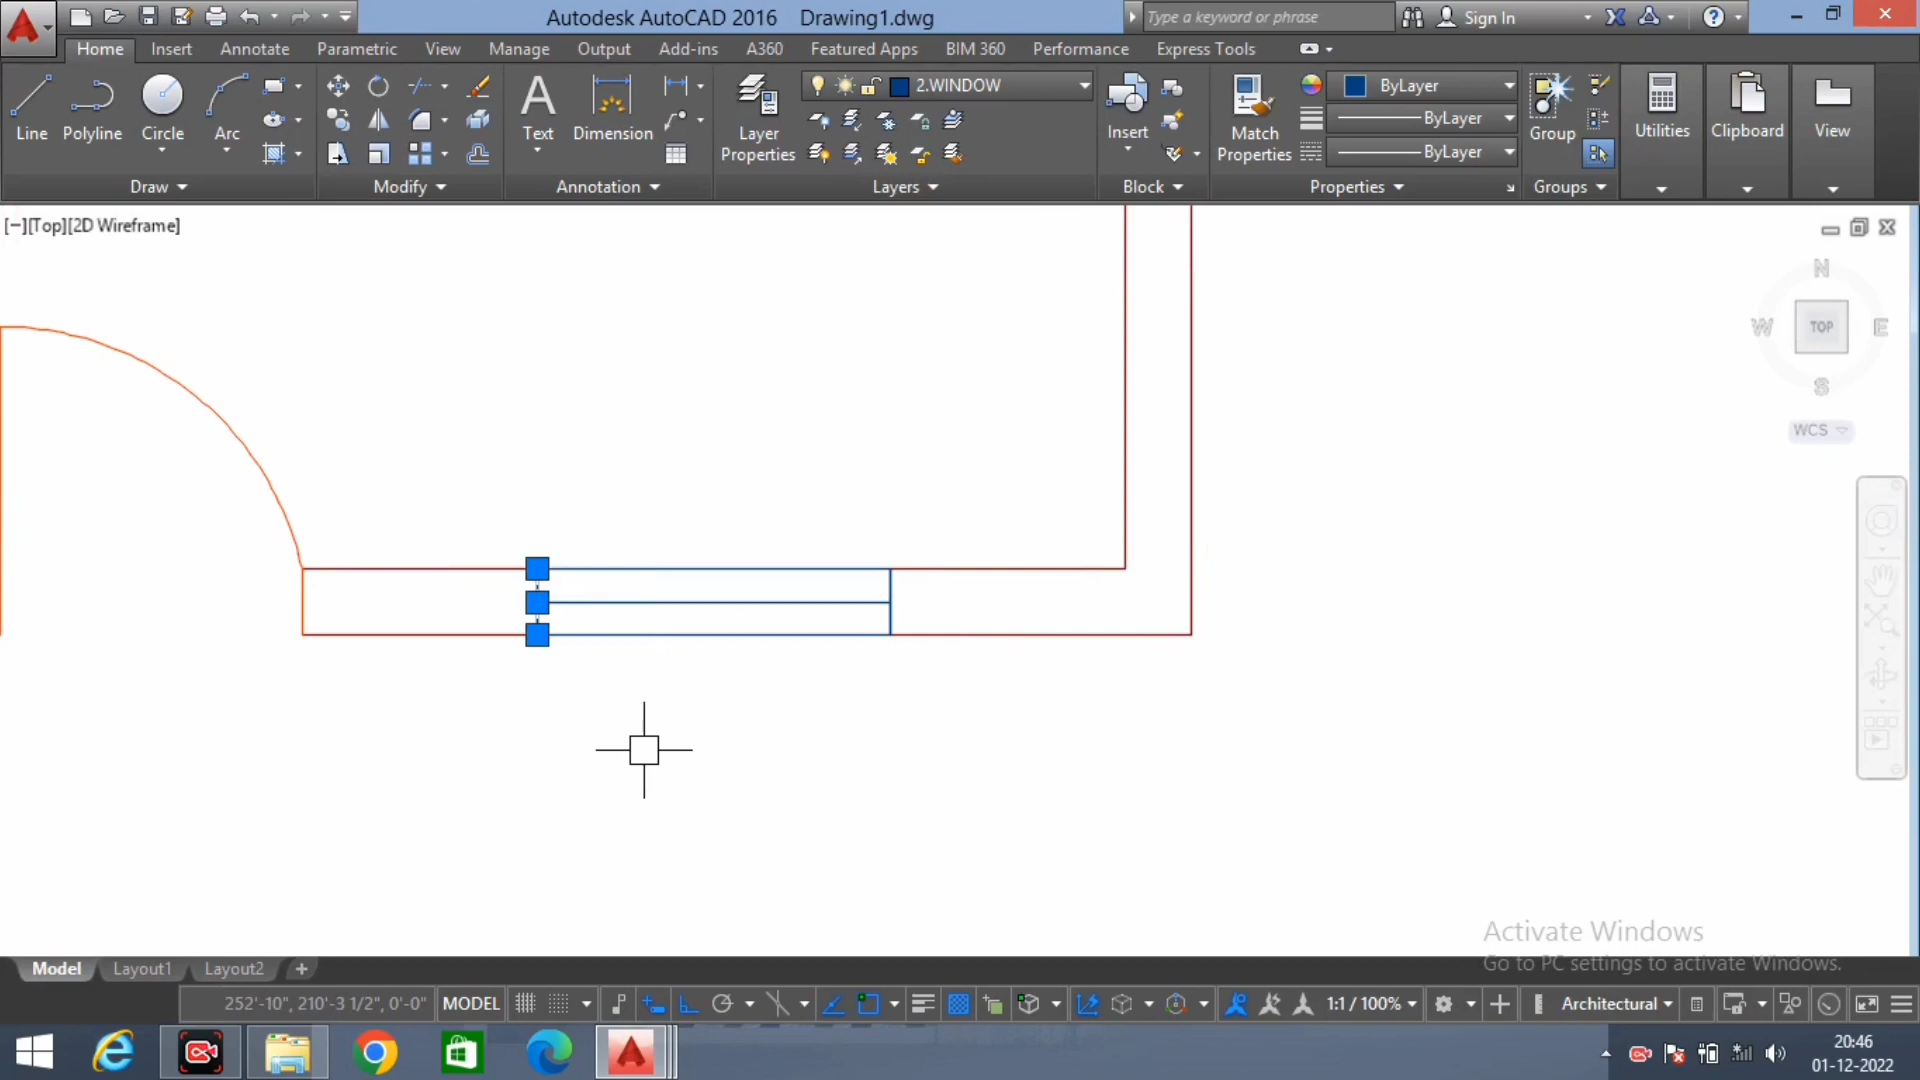 Autodesk AutoCAD 2016 Drawing1.dwg
Type a keyword or phrase
Sign In
Home Insert Annotate Parametric View Manage Output Add-ins A360 Featured Apps BIM 360 Performance Express Tools
2.WINDOW
ByLayer
ByLayer
ByLayer
Line Polyline Circle Arc
Text Dimension
Layer Properties
Insert
Match Properties
Group
Utilities
Clipboard
View
Draw Modify Annotation Layers Block Properties Groups
[−][Top][2D Wireframe]
N
W TOP E
S
WCS
Activate Windows
Go to PC settings to activate Windows.
Model Layout1 Layout2 +
252'-10", 210'-3 1/2", 0'-0" MODEL 1:1 / 100% Architectural
20:46
01-12-2022